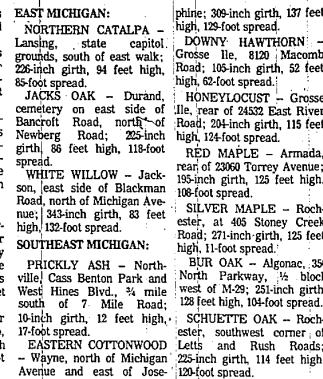 EAST MICHIGAN:
NORTHERN CATALPA –
Lansing, state capitol
grounds, south of east walk;
226-inch girth, 94 feet high,
85-foot spread.
JACKS OAK – Durand,
cemetery on east side of
Bancroft Road, north of
Newberg Road; 225-inch
girth, 86 feet high, 118-foot
spread.
WHITE WILLOW – Jack-
son, east side of Blackman
Road, north of Michigan Ave-
nue; 343-inch girth, 83 feet
high, 132-foot spread.
SOUTHEAST MICHIGAN:
PRICKLY ASH – North-
ville, Cass Benton Park and
West Hines Blvd., ¾ mile
south of 7 Mile Road;
10-inch girth, 12 feet high,
17-foot spread.
EASTERN COTTONWOOD
– Wayne, north of Michigan
Avenue and east of Jose-
phine; 309-inch girth, 137 feet
high, 129-foot spread.
DOWNY HAWTHORN –
Grosse Ile, 8120 Macomb
Road; 105-inch girth, 52 feet
high, 62-foot spread.
HONEYLOCUST – Grosse
Ile, rear of 24532 East River
Road; 204-inch girth, 115 feet
high, 124-foot spread.
RED MAPLE – Armada,
rear of 23060 Torrey Avenue;
195-inch girth, 125 feet high,
108-foot spread.
SILVER MAPLE – Roch-
ester, at 405 Stoney Creek
Road; 271-inch girth, 125 feet
high, 11-foot spread.
BUR OAK – Algonac, 350
North Parkway, ½ block
west of M-29; 251-inch girth,
128 feet high, 104-foot spread.
SCHUETTE OAK – Roch-
ester, southwest corner of
Letts and Rush Roads;
225-inch girth, 114 feet high,
120-foot spread.